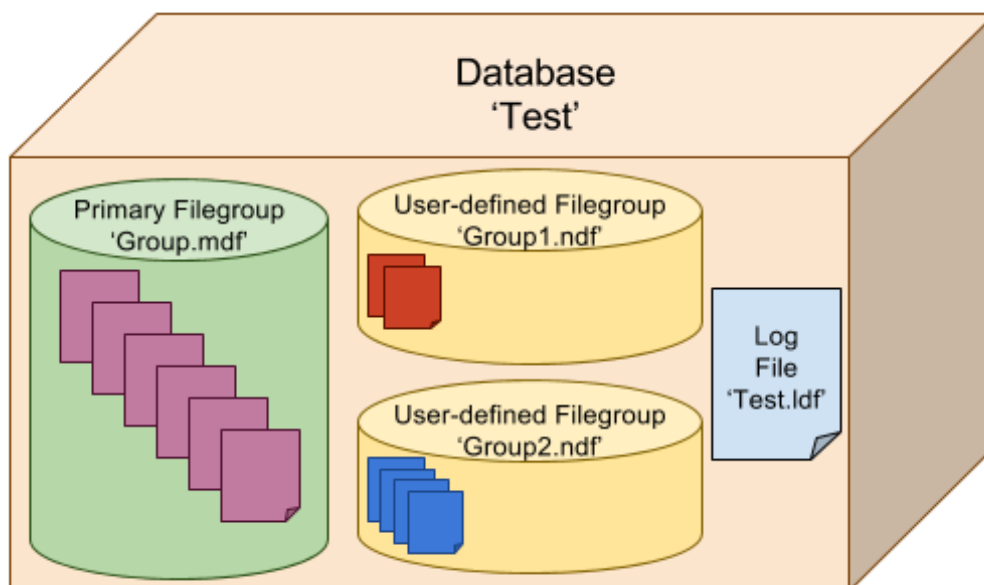 Database
‘Test’
Primary Filegroup
‘Group.mdf’
User-defined Filegroup
‘Group1.ndf’
User-defined Filegroup
‘Group2.ndf’
Log
File
‘Test.ldf’